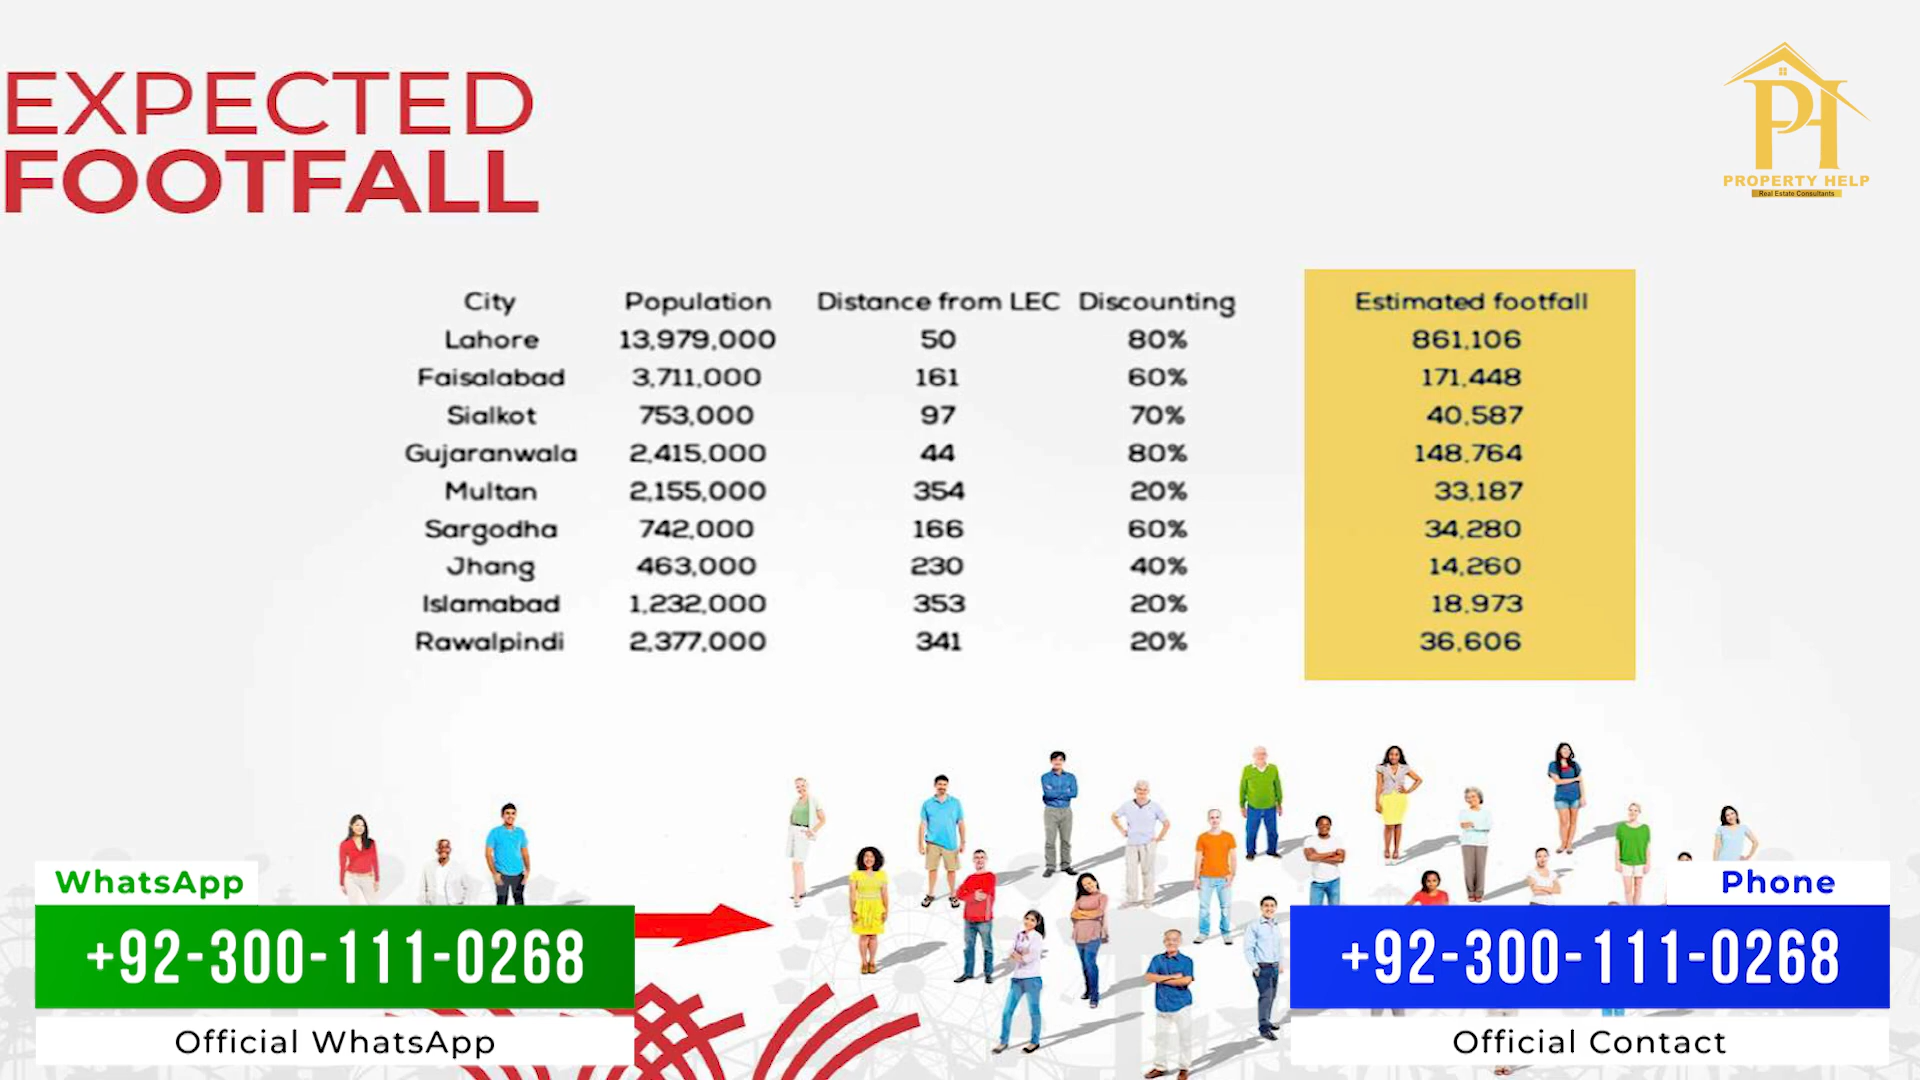 EXPECTED
FOOTFALL
PROPERTY HELP
Real Estate Consultants
City Population Distance from LEC Discounting Estimated footfall
Lahore 13,979,000 50 80% 861,106
Faisalabad 3,711,000 161 60% 171,448
Sialkot 753,000 97 70% 40,587
Gujaranwala 2,415,000 44 80% 148,764
Multan 2,155,000 354 20% 33,187
Sargodha 742,000 166 60% 34,280
Jhang 463,000 230 40% 14,260
Islamabad 1,232,000 353 20% 18,973
Rawalpindi 2,377,000 341 20% 36,606
WhatsApp
+92-300-111-0268
Official WhatsApp
Phone
+92-300-111-0268
Official Contact